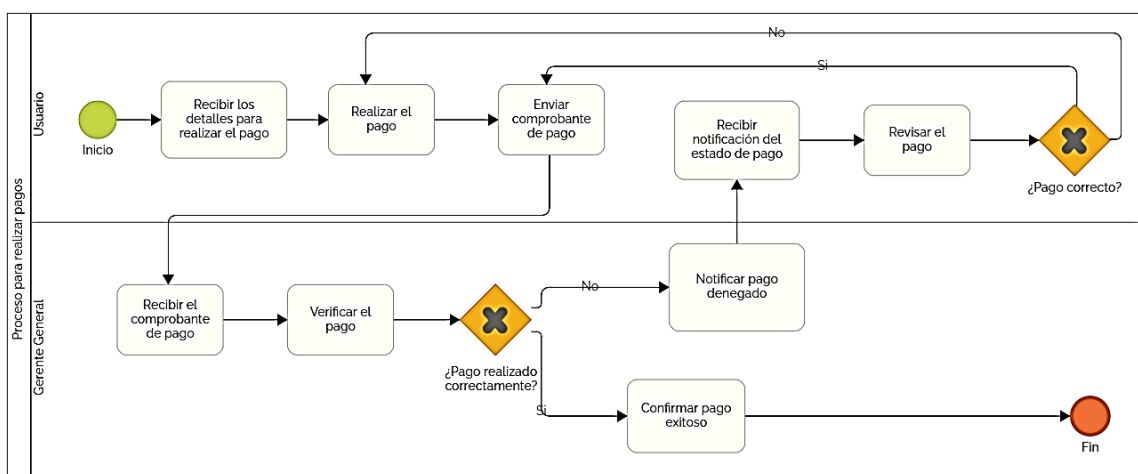 Proceso para realizar pagos
Usuario
Inicio
Recibir los
detalles para
realizar el pago
Realizar el
pago
Enviar
comprobante
de pago
Recibir
notificación del
estado de pago
Revisar el
pago
¿Pago correcto?
No
Si
Gerente General
Recibir el
comprobante
de pago
Verificar el
pago
¿Pago realizado
correctamente?
No
Notificar pago
denegado
Si
Confirmar pago
exitoso
Fin